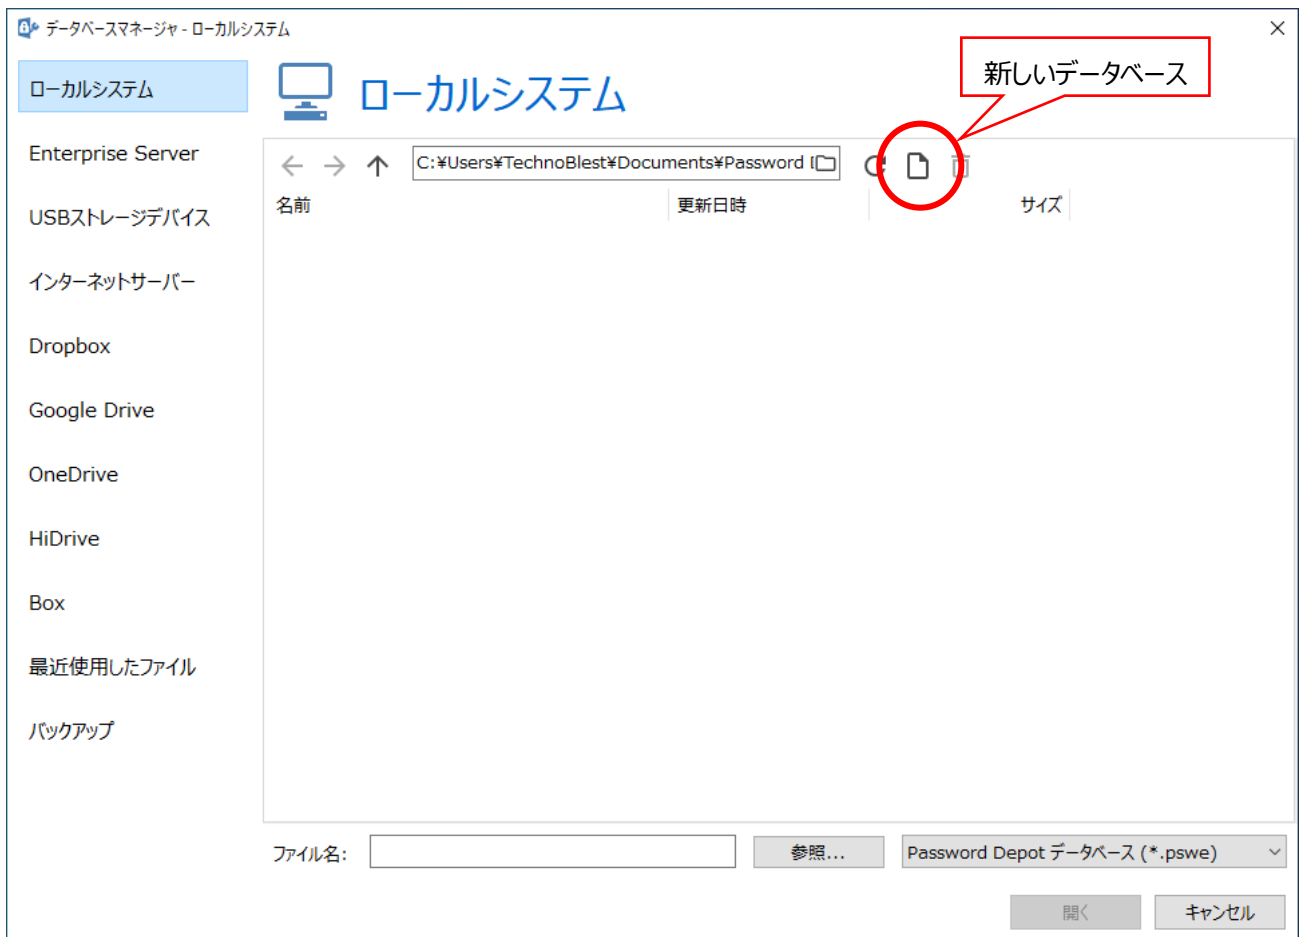 データベースマネージャ - ローカルシステム
新しいデータベース
ローカルシステム
ローカルシステム
Enterprise Server
USBストレージデバイス
インターネットサーバー
Dropbox
Google Drive
OneDrive
HiDrive
Box
最近使用したファイル
バックアップ
C:¥Users¥TechnoBlest¥Documents¥Password
名前 更新日時 サイズ
ファイル名:
参照...
Password Depot データベース (*.pswe)
開く
キャンセル